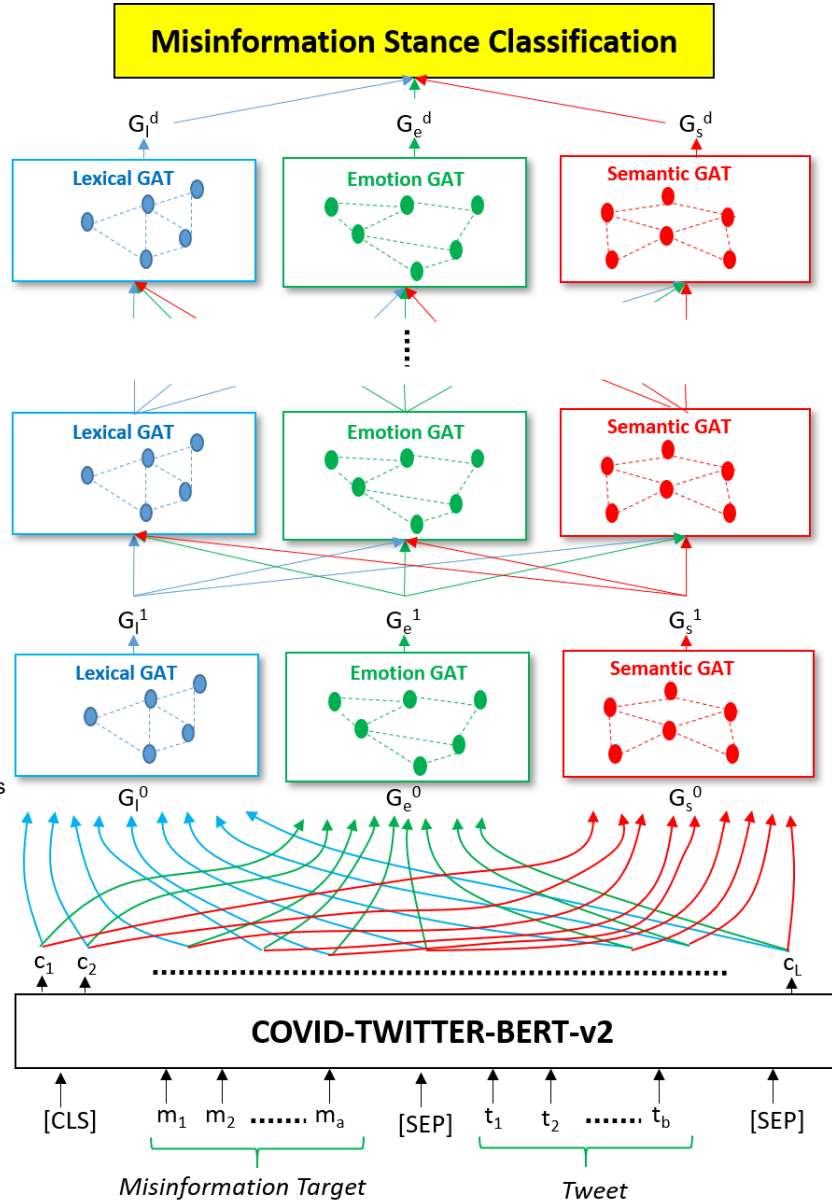 Misinformation Stance Classification
G_l^d G_e^d G_s^d
Lexical GAT Emotion GAT Semantic GAT
Lexical GAT Emotion GAT Semantic GAT
G_l^1 G_e^1 G_s^1
Lexical GAT Emotion GAT Semantic GAT
s
G_l^0 G_e^0 G_s^0
c_1 c_2 c_L
COVID-TWITTER-BERT-v2
[CLS] m_1 m_2 ...... m_a [SEP] t_1 t_2 ...... t_b [SEP]
Misinformation Target Tweet